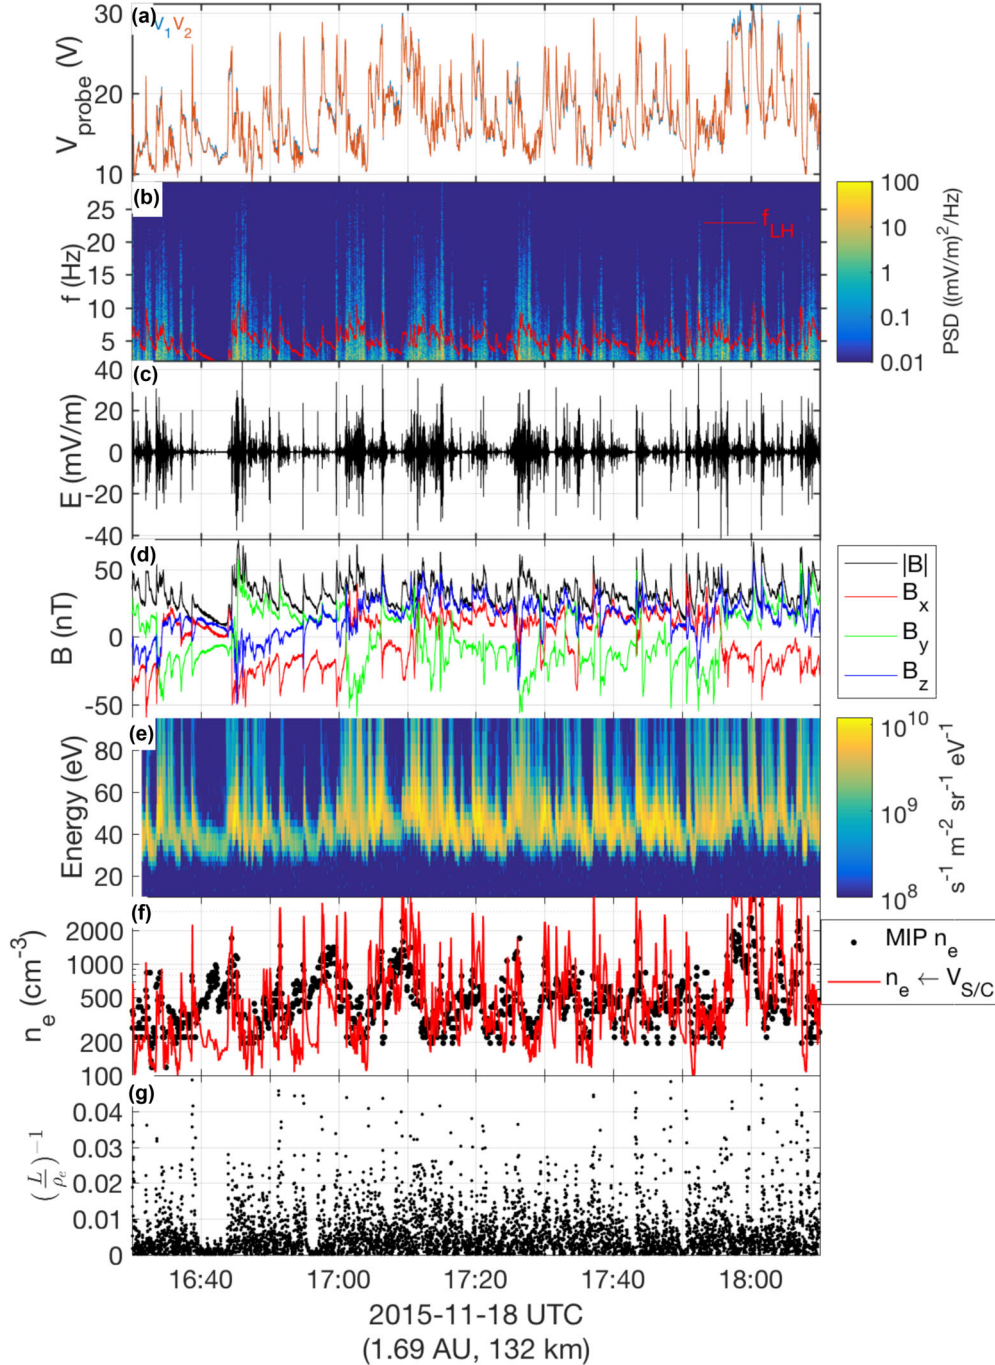 (a)
V1 V2
30
20
10
Vprobe (V)
(b)
25
20
15
10
5
f (Hz)
fLH
100
10
1
0.1
0.01
PSD ((mV/m)²/Hz)
(c)
40
20
0
-20
-40
E (mV/m)
(d)
50
0
-50
B (nT)
|B|
Bx
By
Bz
(e)
80
60
40
20
Energy (eV)
10¹⁰
10⁹
10⁸
s⁻¹ m⁻² sr⁻¹ eV⁻¹
(f)
2000
1000
500
200
100
ne (cm⁻³)
MIP ne
ne ← VS/C
(g)
0.04
0.03
0.02
0.01
0
(L/ρe)⁻¹
16:40 17:00 17:20 17:40 18:00
2015-11-18 UTC
(1.69 AU, 132 km)